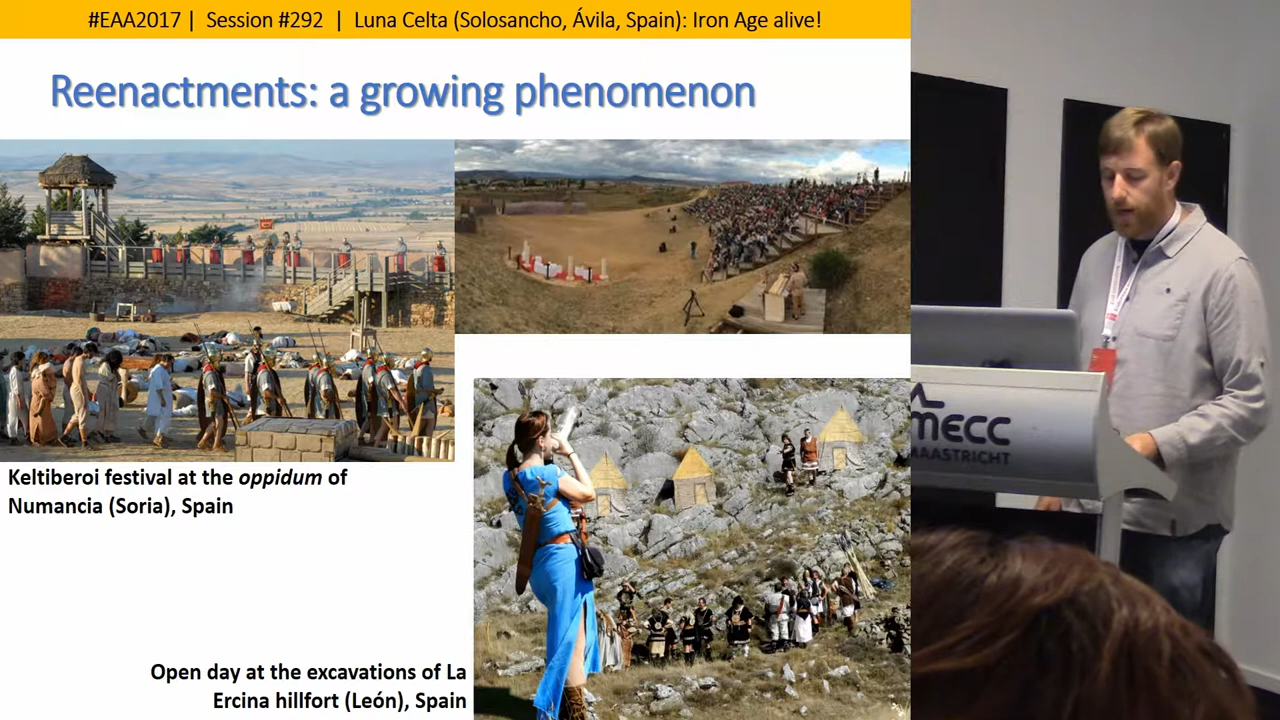 #EAA2017 | Session #292 | Luna Celta (Solosancho, Ávila, Spain): Iron Age alive!
Reenactments: a growing phenomenon
Keltiberoi festival at the oppidum of
Numancia (Soria), Spain
Open day at the excavations of La
Ercina hillfort (León), Spain
mECC
MAASTRICHT